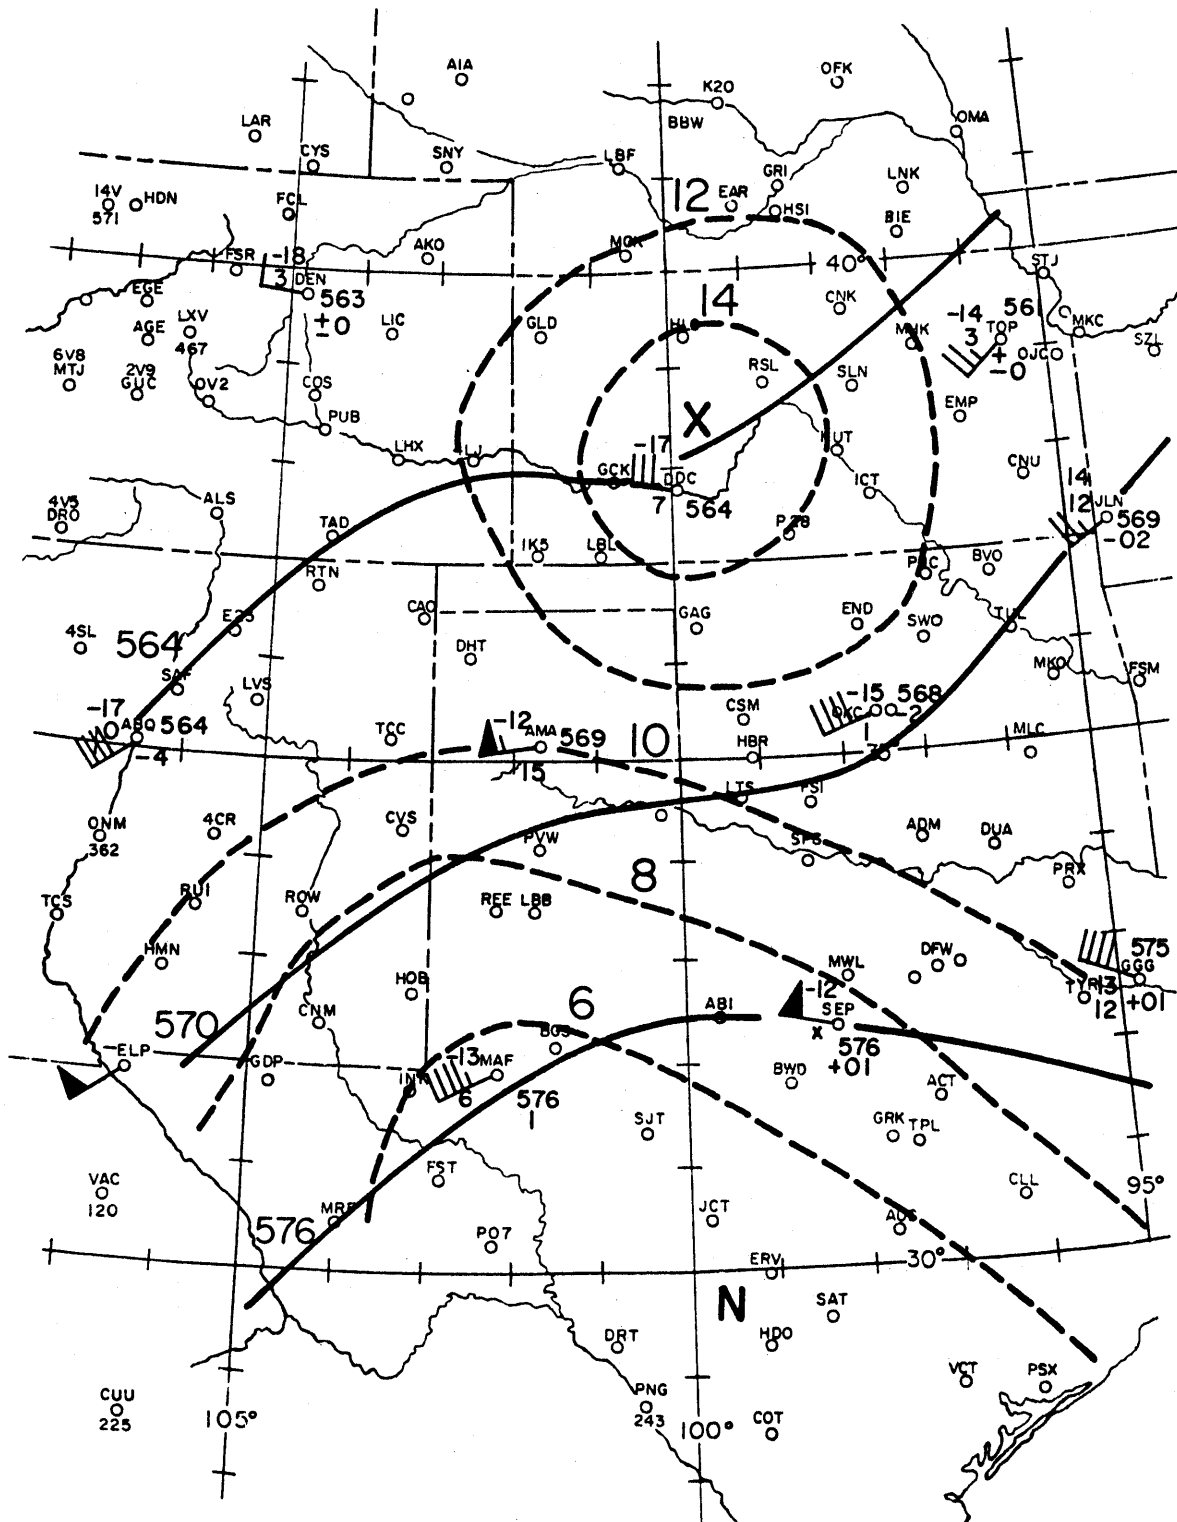 AIA
OFK
K20
BBW
OMA
LAR
CYS
SNY
LBF
GRI
LNK
14V HDN
571
FCL
12
EAR
HSI
BIE
FSR
-18
3 DEN
563
±0
AKO
MCK
40°
STJ
EGE
14
CNK
-14
561
3 TOP
±0
MKC
AGE
LXV
467
LIC
GLD
HLC
MHK
OJC
SZL
6V8
MTJ
2V9
GUC
OV2
COS
RSL
SLN
EMP
PUB
X
LHX
LJ
-17
GCK
DDC
7 564
HUT
ICT
CNU
14
12
JLN
569
-02
4V5
DRO
ALS
TAD
1K5
LBL
P28
RTN
PNC
BVO
CAO
GAG
END
SWO
TUL
4SL
564
DHT
MKO
FSM
SAF
LVS
-17
0 ABQ 564
-4
TCC
-12
AMA
569
15
10
CSM
HBR
-15
OKC
568
-2
1
MLC
LTS
FSI
ONM
362
4CR
CVS
PVW
SPS
ADM
DUA
8
PRX
TCS
RUI
ROW
REE LBB
HMN
HOB
MWL
DFW
575
GGG
TYR
13
12
+01
CNM
570
6
ABI
-12
SEP
X
576
+01
ELP
GDP
BGS
-13
MAF
INK
6
576
1
BWD
ACT
SJT
GRK TPL
VAC
120
FST
CLL
95°
576
MRF
JCT
AUS
PO7
ERV
30°
N
SAT
DRT
HDO
VCT
PSX
CUU
225
105°
PNG
243
100°
COT